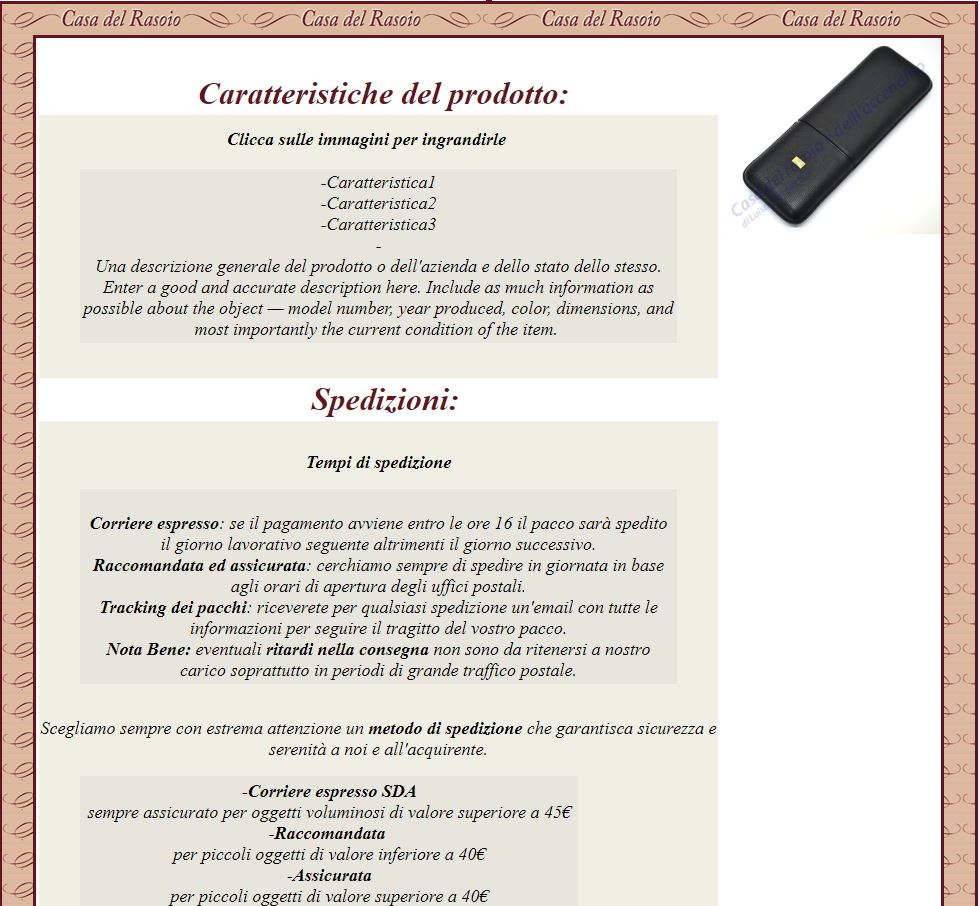 Casa del Rasoio Casa del Rasoio Casa del Rasoio Casa del Rasoio
Caratteristiche del prodotto:
Clicca sulle immagini per ingrandirle
-Caratteristica1
-Caratteristica2
-Caratteristica3
-
Una descrizione generale del prodotto o dell'azienda e dello stato dello stesso.
Enter a good and accurate description here. Include as much information as
possible about the object — model number, year produced, color, dimensions, and
most importantly the current condition of the item.
Casa del rasoio e dell'accendino
di
Spedizioni:
Tempi di spedizione
Corriere espresso: se il pagamento avviene entro le ore 16 il pacco sarà spedito
il giorno lavorativo seguente altrimenti il giorno successivo.
Raccomandata ed assicurata: cerchiamo sempre di spedire in giornata in base
agli orari di apertura degli uffici postali.
Tracking dei pacchi: riceverete per qualsiasi spedizione un'email con tutte le
informazioni per seguire il tragitto del vostro pacco.
Nota Bene: eventuali ritardi nella consegna non sono da ritenersi a nostro
carico soprattutto in periodi di grande traffico postale.
Scegliamo sempre con estrema attenzione un metodo di spedizione che garantisca sicurezza e
serenità a noi e all'acquirente.
-Corriere espresso SDA
sempre assicurato per oggetti voluminosi di valore superiore a 45€
-Raccomandata
per piccoli oggetti di valore inferiore a 40€
-Assicurata
per piccoli oggetti di valore superiore a 40€